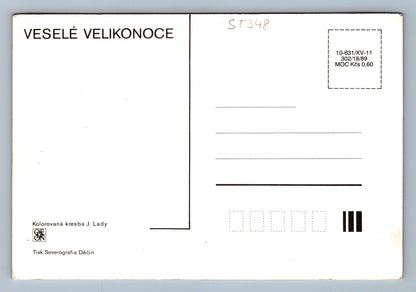 VESELÉ VELIKONOCE
ST348
10-631/XV-11
302/18/89
MOC Kčs 0,60
Kolorovaná kresba J. Lady
Tisk Severografia Děčín